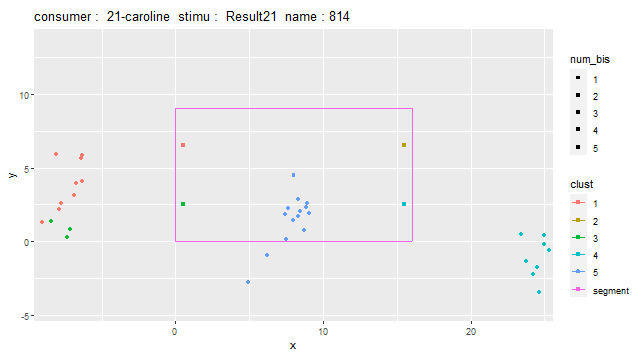 consumer : 21-caroline stimu : Result21 name : 814
num_bis
1
2
3
4
5
clust
1
2
3
4
5
segment
10
5
0
-5
y
0
10
20
x